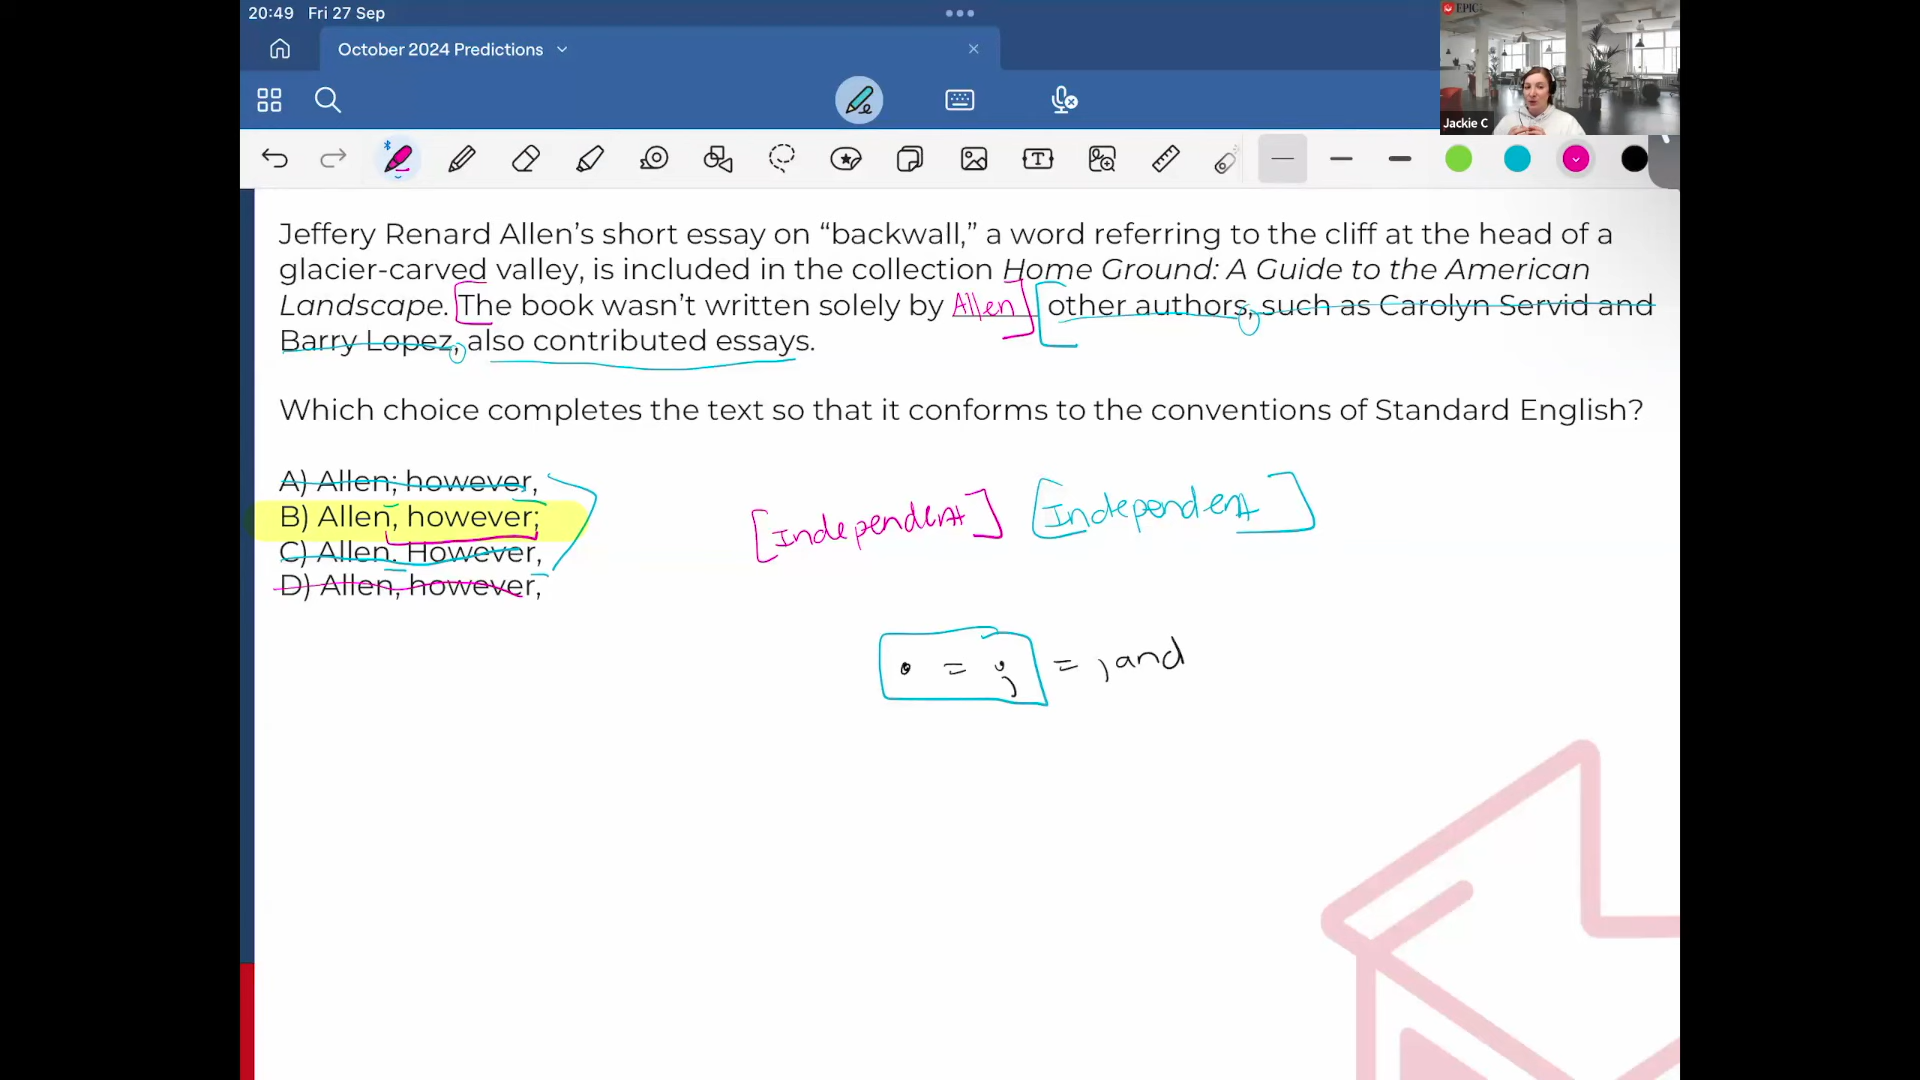 20:49 Fri 27 Sep
EPIC
October 2024 Predictions
Jackie C
Jeffery Renard Allen’s short essay on “backwall,” a word referring to the cliff at the head of a
glacier-carved valley, is included in the collection Home Ground: A Guide to the American
Landscape. [The book wasn’t written solely by Allen] [other authors, such as Carolyn Servid and
Barry Lopez, also contributed essays.
Which choice completes the text so that it conforms to the conventions of Standard English?
A) Allen; however,
B) Allen, however;
C) Allen. However,
D) Allen, however,
[Independent] [Independent]
. = ; = , and